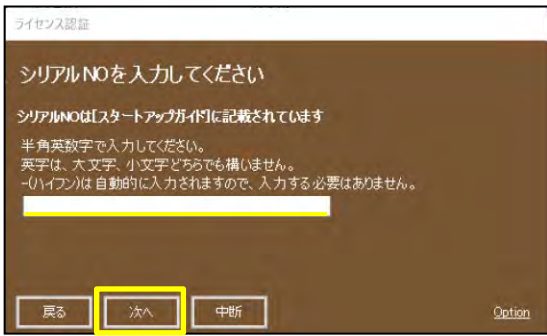 ライセンス認証
シリアルNOを入力してください
シリアルNOは[スタートアップガイド]に記載されています
半角英数字で入力してください。
英字は、大文字、小文字どちらでも構いません。
-(ハイフン)は自動的に入力されますので、入力する必要はありません。
戻る 次へ 中断 Option